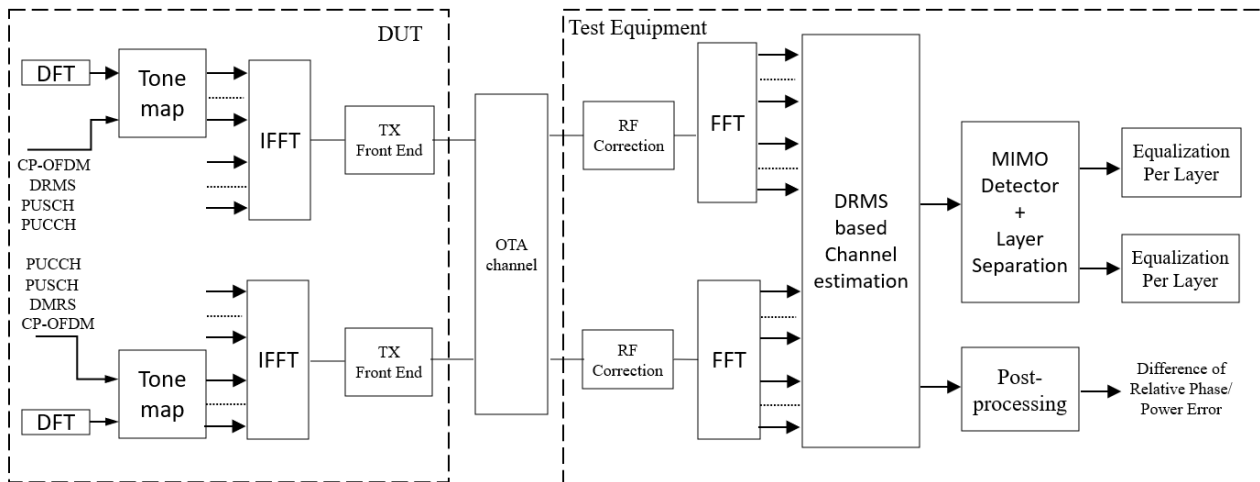 DUT
DFT
Tone
map
CP-OFDM
DRMS
PUSCH
PUCCH
IFFT
TX
Front End
PUCCH
PUSCH
DMRS
CP-OFDM
DFT
Tone
map
IFFT
TX
Front End
OTA
channel
Test Equipment
RF
Correction
FFT
RF
Correction
FFT
DRMS
based
Channel
estimation
MIMO
Detector
+
Layer
Separation
Equalization
Per Layer
Equalization
Per Layer
Post-
processing
Difference of
Relative Phase/
Power Error